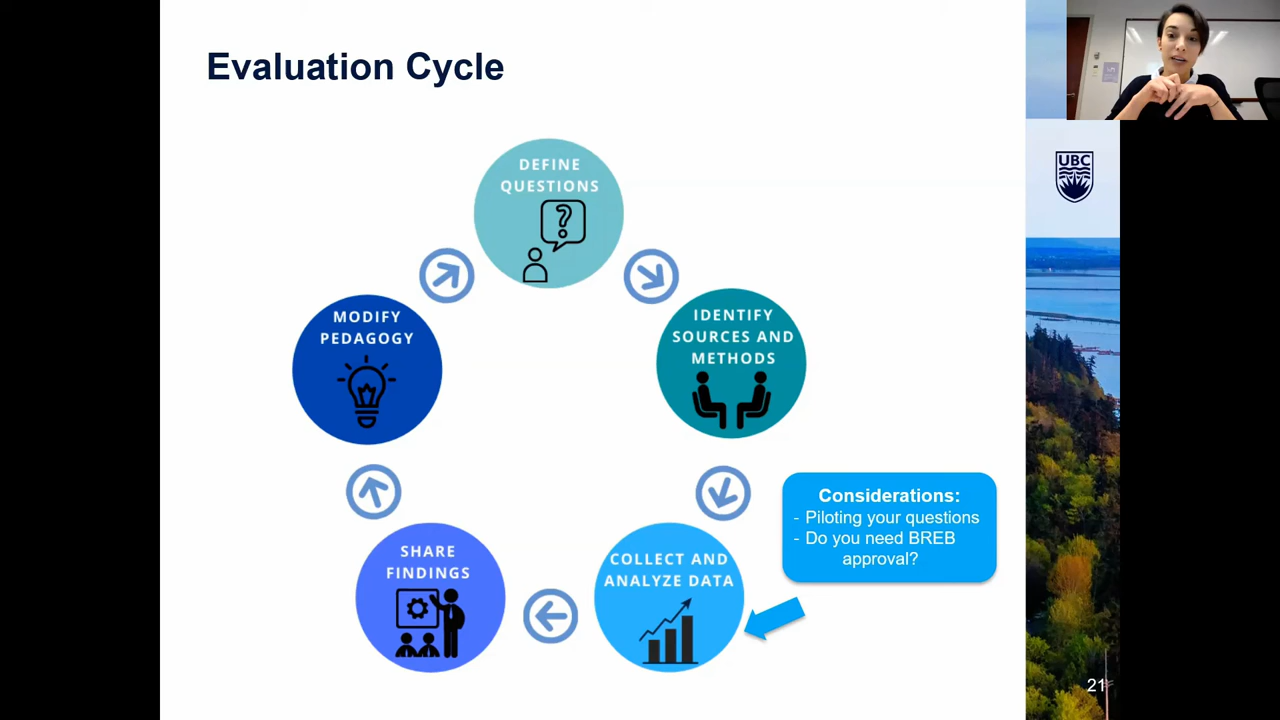 Evaluation Cycle
DEFINE
QUESTIONS
?
IDENTIFY
SOURCES AND
METHODS
Considerations:
- Piloting your questions
- Do you need BREB
approval?
COLLECT AND
ANALYZE DATA
SHARE
FINDINGS
MODIFY
PEDAGOGY
UBC
21